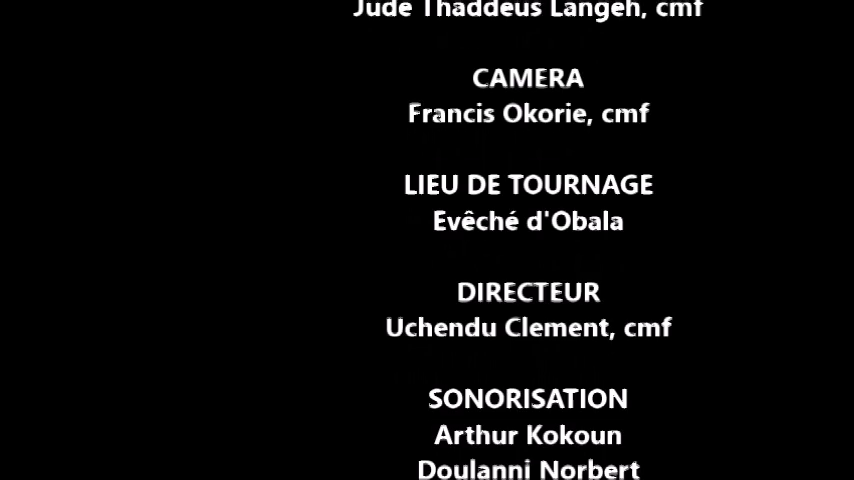 Jude Thaddeus Langeh, cmf
CAMERA
Francis Okorie, cmf
LIEU DE TOURNAGE
Evêché d'Obala
DIRECTEUR
Uchendu Clement, cmf
SONORISATION
Arthur Kokoun
Doulanni Norbert